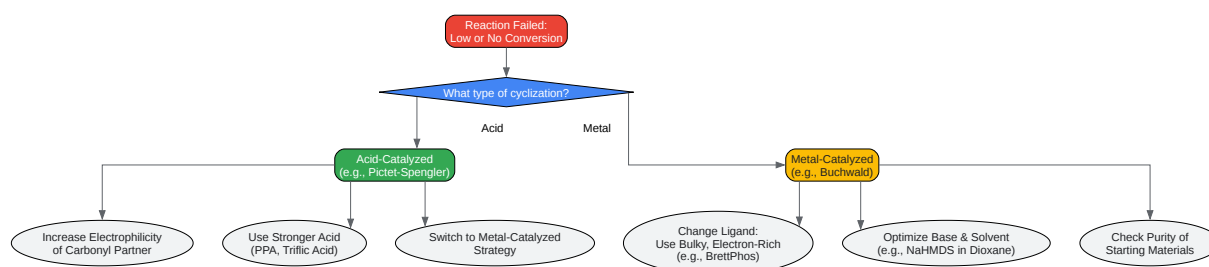 Reaction Failed:
Low or No Conversion
What type of cyclization?
Acid
Metal
Acid-Catalyzed
(e.g., Pictet-Spengler)
Metal-Catalyzed
(e.g., Buchwald)
Increase Electrophilicity
of Carbonyl Partner
Use Stronger Acid
(PPA, Triflic Acid)
Switch to Metal-Catalyzed
Strategy
Change Ligand:
Use Bulky, Electron-Rich
(e.g., BrettPhos)
Optimize Base & Solvent
(e.g., NaHMDS in Dioxane)
Check Purity of
Starting Materials